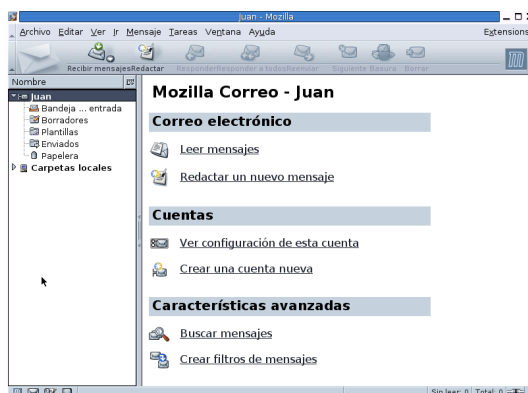 Juan - Mozilla
Archivo Editar Ver Ir Mensaje Tareas Ventana Ayuda Extensions
Recibir mensajes Redactar Responder Responder a todos Reenviar Siguiente Basura Borrar
Nombre
Juan
Bandeja ... entrada
Borradores
Plantillas
Enviados
Papelera
Carpetas locales
Mozilla Correo - Juan
Correo electrónico
Leer mensajes
Redactar un nuevo mensaje
Cuentas
Ver configuración de esta cuenta
Crear una cuenta nueva
Características avanzadas
Buscar mensajes
Crear filtros de mensajes
Sin leer: 0 Total: 0